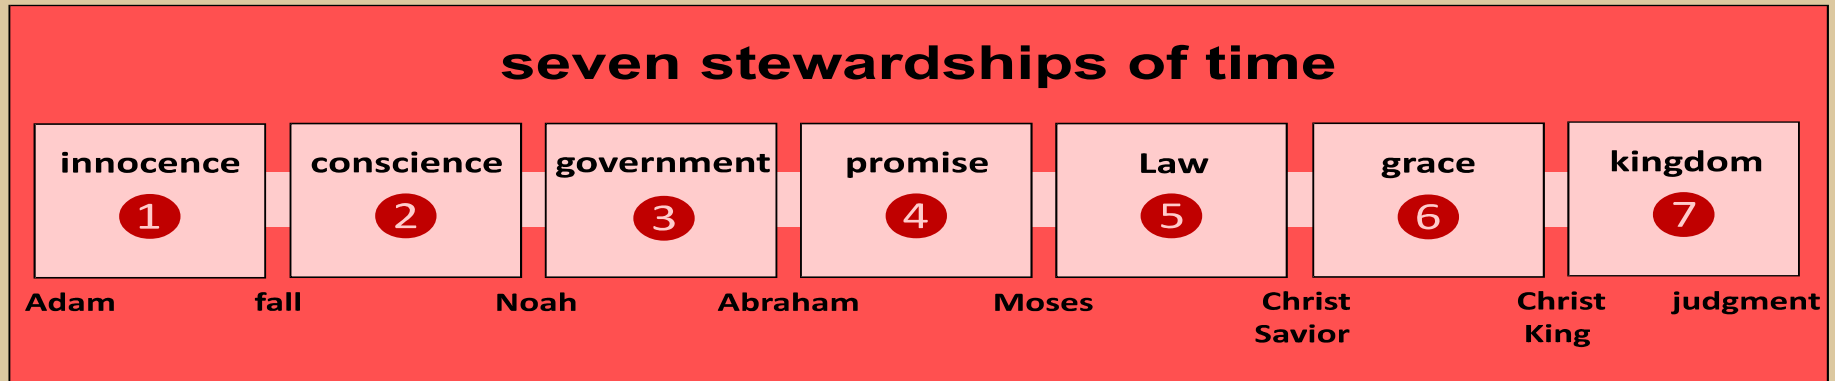 seven stewardships of time
innocence conscience government promise Law grace kingdom
1 2 3 4 5 6 7
Adam fall Noah Abraham Moses Christ Christ judgment
Savior King